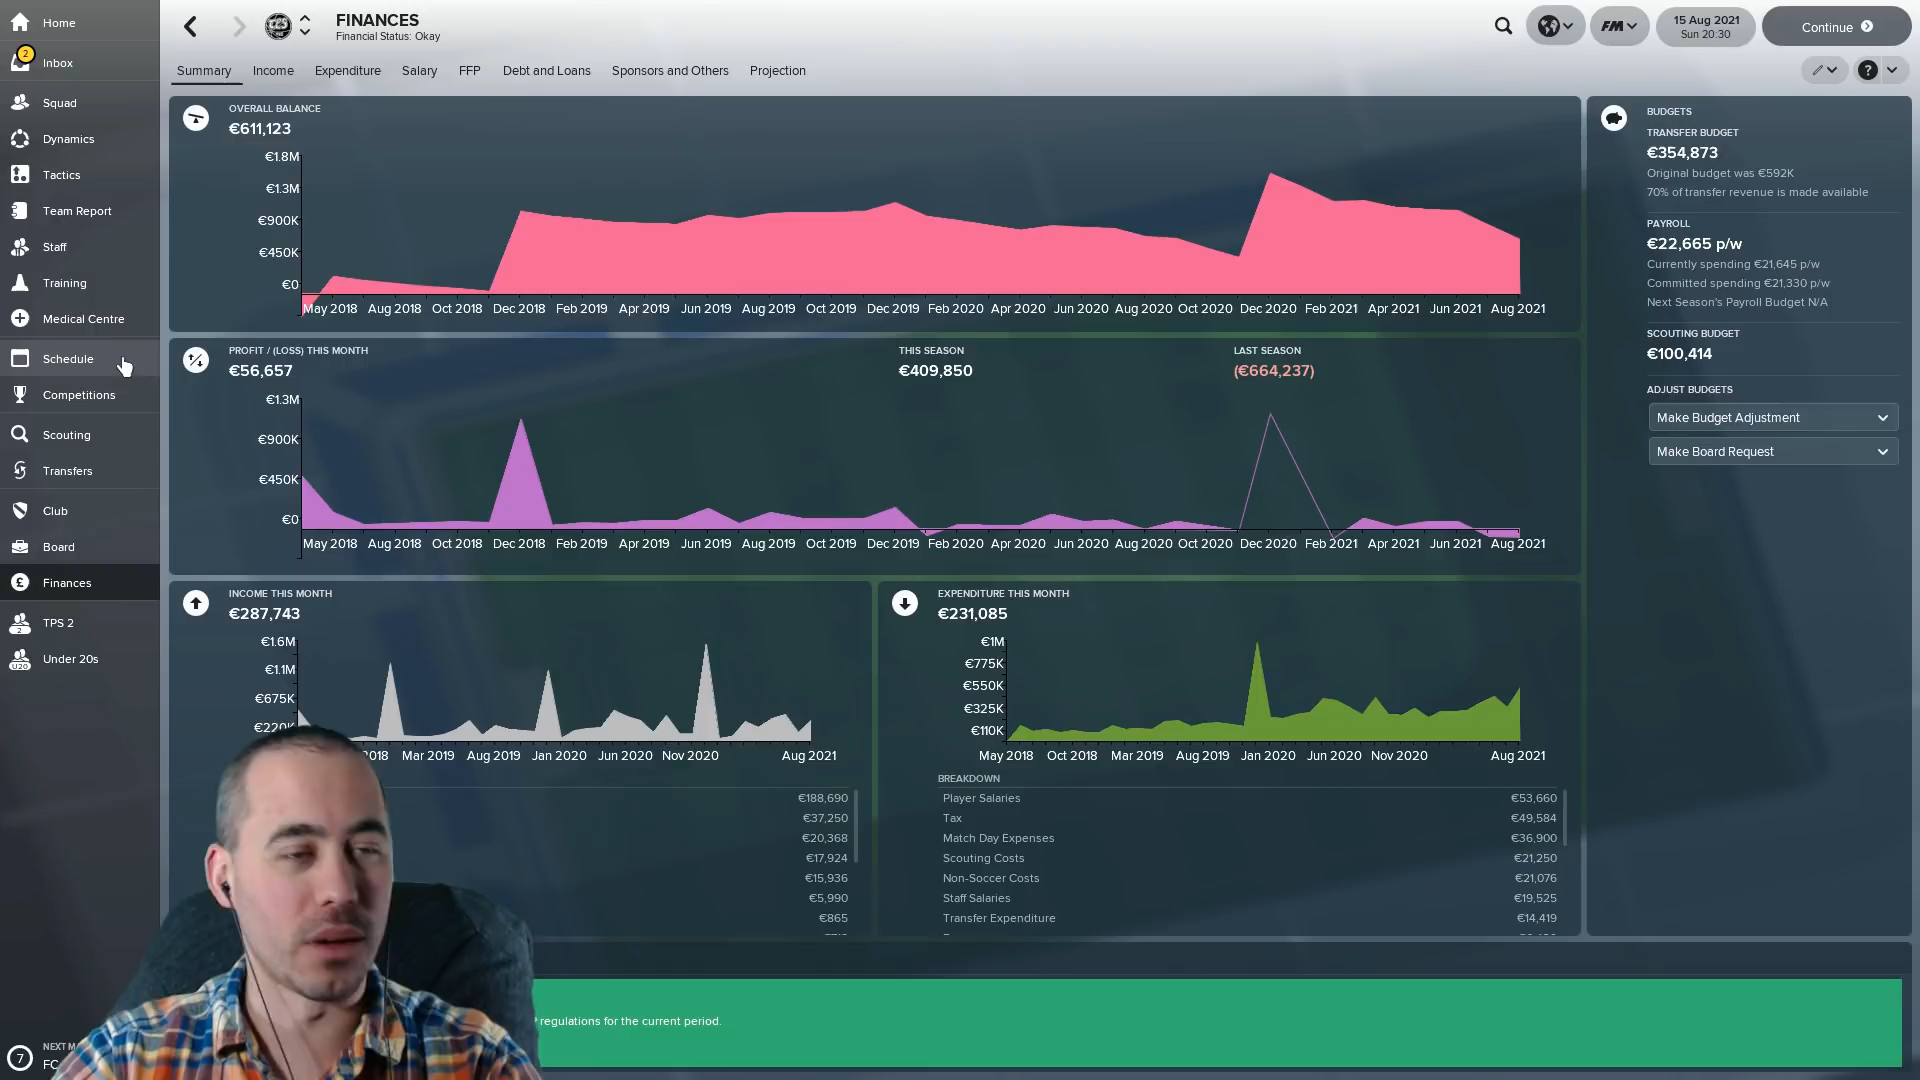 Home
2
Inbox
Squad
Dynamics
Tactics
Team Report
Staff
Training
Medical Centre
Schedule
Competitions
Scouting
Transfers
Club
Board
£ Finances
2 TPS 2
U20 Under 20s
7
NEXT
FC
FINANCES
Financial Status: Okay
FM
15 Aug 2021
Sun 20:30
Continue
Summary Income Expenditure Salary FFP Debt and Loans Sponsors and Others Projection
?
OVERALL BALANCE
€611,123
€1.8M
€1.3M
€900K
€450K
€0
May 2018 Aug 2018 Oct 2018 Dec 2018 Feb 2019 Apr 2019 Jun 2019 Aug 2019 Oct 2019 Dec 2019 Feb 2020 Apr 2020 Jun 2020 Aug 2020 Oct 2020 Dec 2020 Feb 2021 Apr 2021 Jun 2021 Aug 2021
PROFIT / (LOSS) THIS MONTH
€56,657
THIS SEASON
€409,850
LAST SEASON
(€664,237)
€1.3M
€900K
€450K
€0
May 2018 Aug 2018 Oct 2018 Dec 2018 Feb 2019 Apr 2019 Jun 2019 Aug 2019 Oct 2019 Dec 2019 Feb 2020 Apr 2020 Jun 2020 Aug 2020 Oct 2020 Dec 2020 Feb 2021 Apr 2021 Jun 2021 Aug 2021
INCOME THIS MONTH
€287,743
€1.6M
€1.1M
€675K
€220K
2018 Mar 2019 Aug 2019 Jan 2020 Jun 2020 Nov 2020 Aug 2021
€188,690
€37,250
€20,368
€17,924
€15,936
€5,990
€865
EXPENDITURE THIS MONTH
€231,085
€1M
€775K
€550K
€325K
€110K
May 2018 Oct 2018 Mar 2019 Aug 2019 Jan 2020 Jun 2020 Nov 2020 Aug 2021
BREAKDOWN
Player Salaries €53,660
Tax €49,584
Match Day Expenses €36,900
Scouting Costs €21,250
Non-Soccer Costs €21,076
Staff Salaries €19,525
Transfer Expenditure €14,419
regulations for the current period.
BUDGETS
TRANSFER BUDGET
€354,873
Original budget was €592K
70% of transfer revenue is made available
PAYROLL
€22,665 p/w
Currently spending €21,645 p/w
Committed spending €21,330 p/w
Next Season's Payroll Budget N/A
SCOUTING BUDGET
€100,414
ADJUST BUDGETS
Make Budget Adjustment
Make Board Request